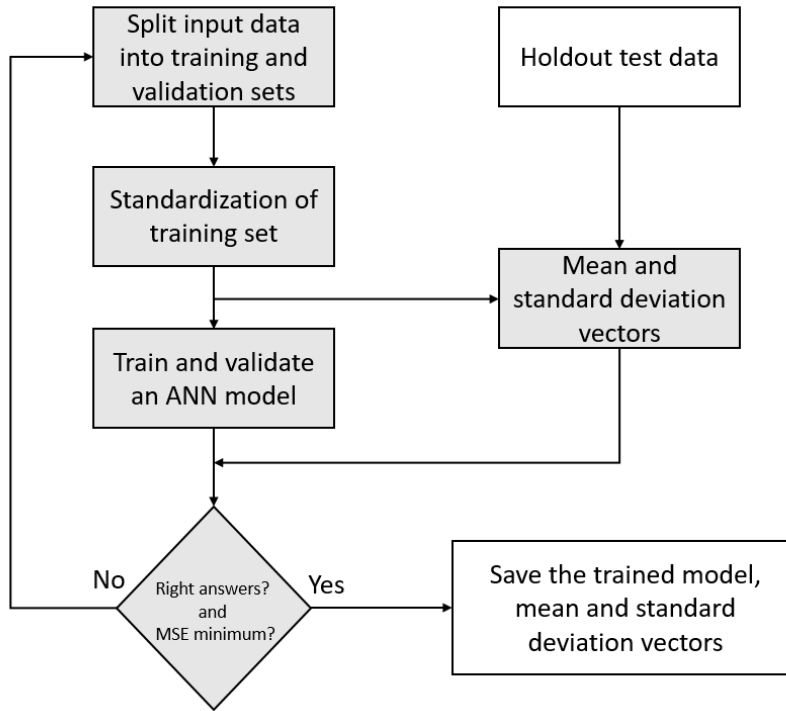 Split input data
into training and
validation sets
Holdout test data
Standardization of
training set
Mean and
standard deviation
vectors
Train and validate
an ANN model
No
Right answers?
and
MSE minimum?
Yes
Save the trained model,
mean and standard
deviation vectors